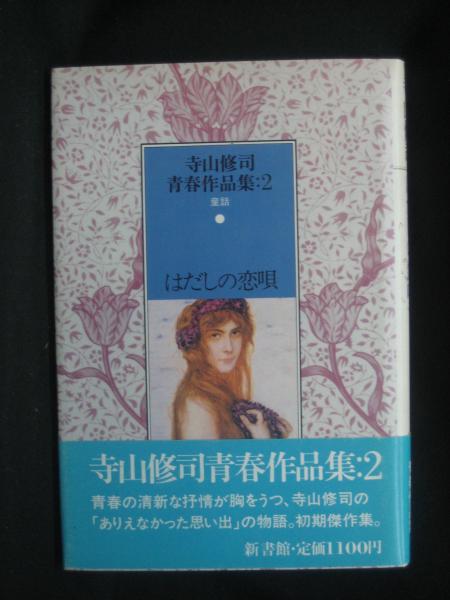 寺山修司
青春作品集:2
童話
はだしの恋唄
寺山修司青春作品集:2
青春の清新な抒情が胸をうつ、寺山修司の
「ありえなかった思い出」の物語。初期傑作集。
新書館・定価1100円